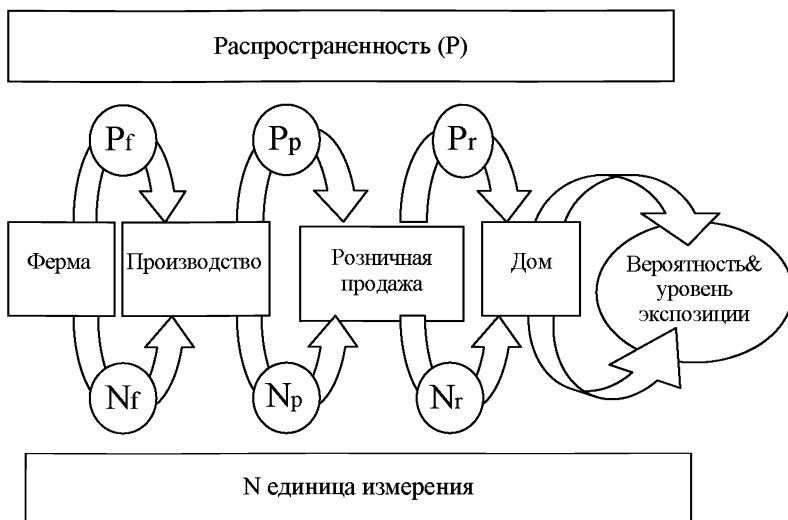 Распространенность (P)
Pf
Pp
Pr
Ферма
Производство
Розничная
продажа
Дом
Вероятность&
уровень
экспозиции
Nf
Np
Nr
N единица измерения